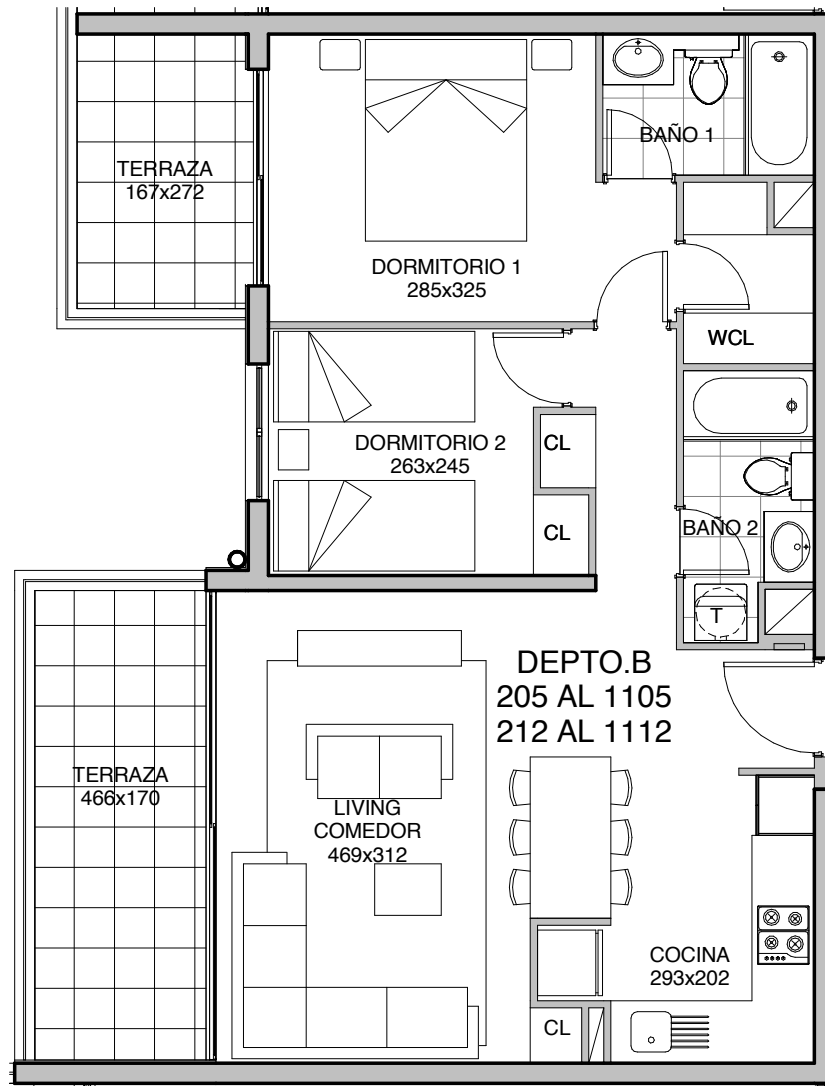 BAÑO 1
TERRAZA
167x272
DORMITORIO 1
285x325
WCL
DORMITORIO 2
263x245
CL
CL
BAÑO 2
T
DEPTO.B
205 AL 1105
212 AL 1112
TERRAZA
466x170
LIVING
COMEDOR
469x312
COCINA
293x202
CL